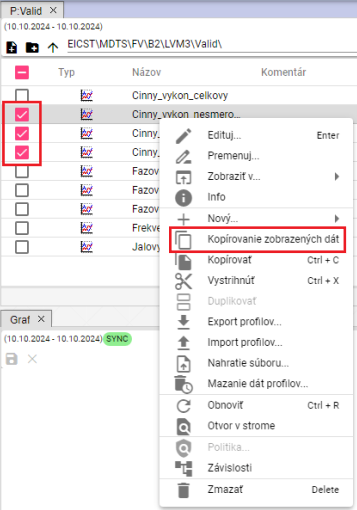 P:Valid ×
(10.10.2024 - 10.10.2024)
EICST\MDTS\FV\B2\LVM3\Valid\
Typ Názov Komentár
Cinny_vykon_celkovy
Cinny_vykon_nesmero...
Cinny_
Cinny_
Fazov
Fazov
Fazov
Frekve
Jalovy
Edituj... Enter
Premenuj...
Zobraziť v...
Info
Nový...
Kopírovanie zobrazených dát
Kopírovať Ctrl + C
Vystrihnúť Ctrl + X
Duplikovať
Export profilov...
Import profilov...
Nahratie súboru...
Mazanie dát profilov...
Obnoviť Ctrl + R
Otvor v strome
Politika...
Závislosti
Zmazať Delete
Graf ×
(10.10.2024 - 10.10.2024) SYNC